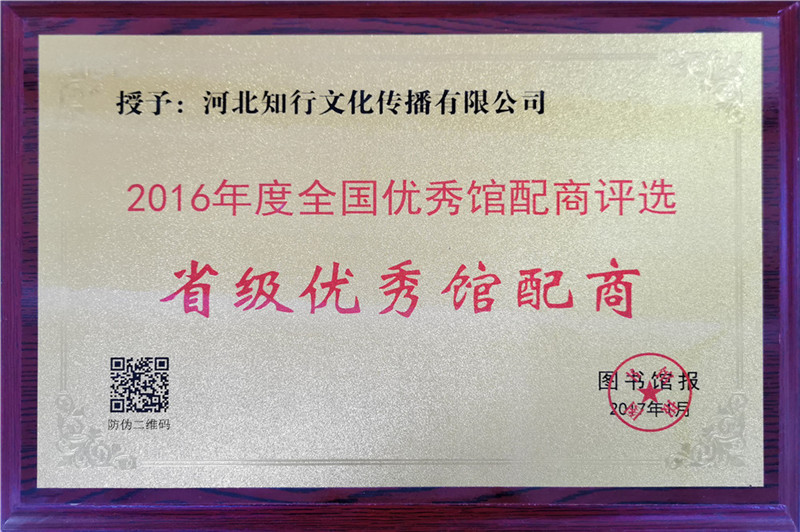 授予：河北知行文化传播有限公司
2016年度全国优秀馆配商评选
省级优秀馆配商
图书馆报
2017年 月
防伪二维码